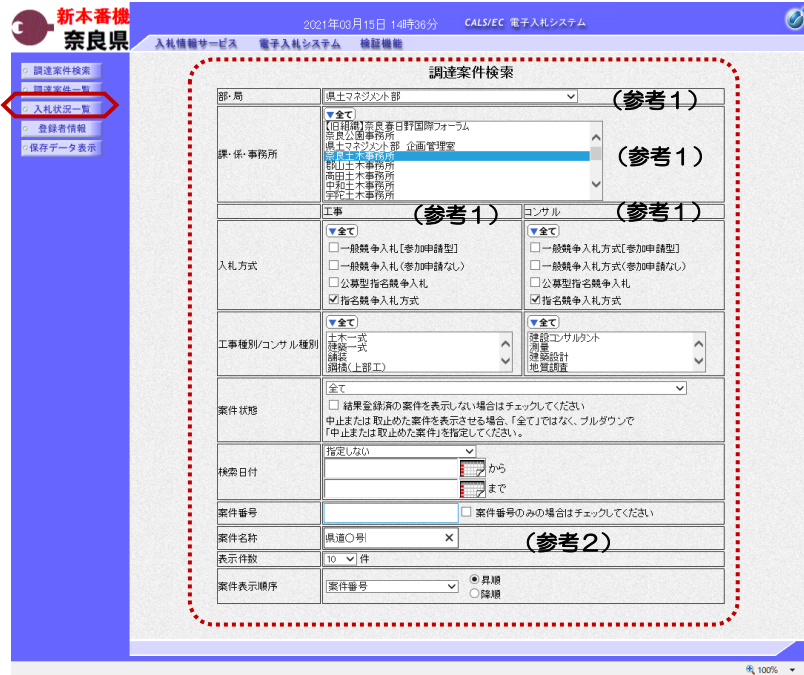 新本番機
奈良県
2021年03月15日 14時36分 CALS/EC 電子入札システム
入札情報サービス 電子入札システム 検証機能
調達案件検索
調達案件一覧
入札状況一覧
登録者情報
保存データ表示
調達案件検索
部・局 県土マネジメント部 (参考1)
課・係・事務所
▼全て
【旧組織】奈良春日野国際フォーラム
奈良公園事務所
県土マネジメント部 企画管理室
奈良土木事務所
郡山土木事務所
高田土木事務所
中和土木事務所
宇陀土木事務所
(参考1)
工事 (参考1) コンサル (参考1)
入札方式
▼全て
一般競争入札[参加申請型]
一般競争入札(参加申請なし)
公募型指名競争入札
指名競争入札方式
▼全て
一般競争入札方式[参加申請型]
一般競争入札方式(参加申請なし)
公募型指名競争入札
指名競争入札方式
工事種別/コンサル種別
▼全て
土木一式
建築一式
舗装
鋼橋(上部工)
▼全て
建設コンサルタント
測量
建築設計
地質調査
案件状態
全て
結果登録済の案件を表示しない場合はチェックしてください
中止または取止めた案件を表示させる場合、「全て」ではなく、プルダウンで
「中止または取止めた案件」を指定してください。
検索日付
指定しない
から
まで
案件番号 案件番号のみの場合はチェックしてください
案件名称 県道〇号 × (参考2)
表示件数 10 件
案件表示順序 案件番号
昇順
降順
100%